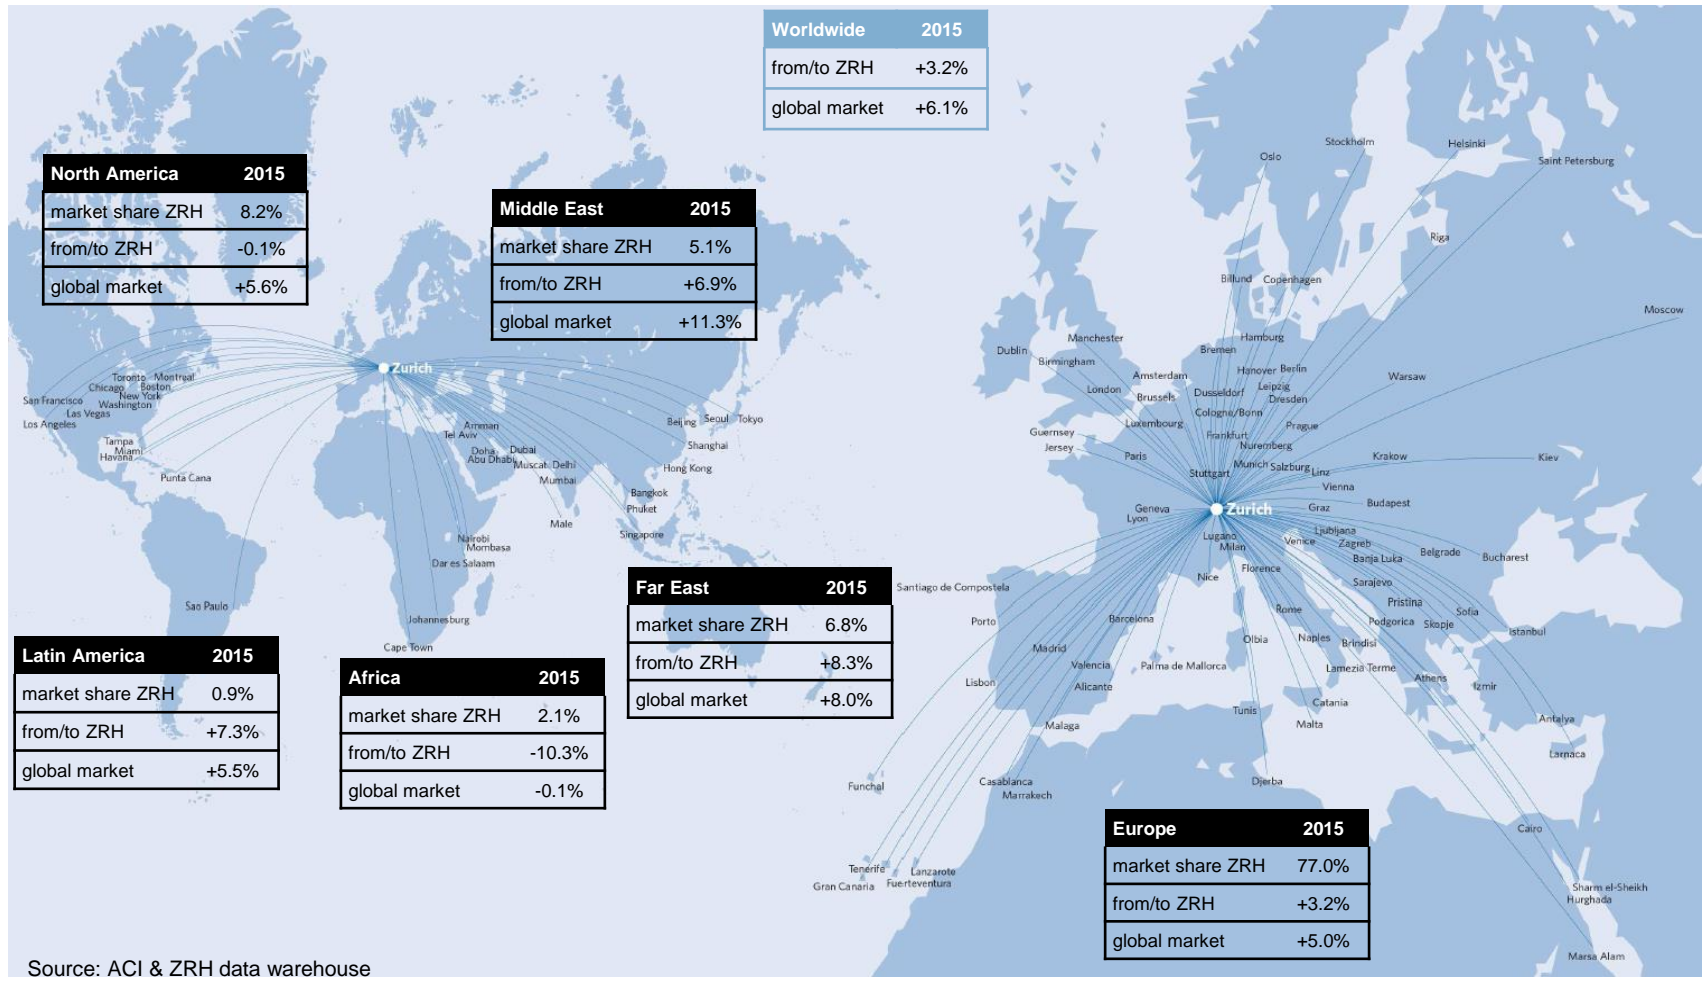 Worldwide 2015
from/to ZRH +3.2%
global market +6.1%
North America 2015
market share ZRH 8.2%
from/to ZRH -0.1%
global market +5.6%
Middle East 2015
market share ZRH 5.1%
from/to ZRH +6.9%
global market +11.3%
Zurich
Toronto Montreal
Chicago Boston
New York
San Francisco Washington
Las Vegas
Los Angeles
Tampa
Miami
Havana
Punta Cana
Sao Paulo
Amman
Tel Aviv
Doha Dubai
Abu Dhabi Muscat Delhi
Mumbai
Male
Beijing Seoul Tokyo
Shanghai
Hong Kong
Bangkok
Phuket
Singapore
Nairobi
Mombasa
Dar es Salaam
Johannesburg
Cape Town
Latin America 2015
market share ZRH 0.9%
from/to ZRH +7.3%
global market +5.5%
Africa 2015
market share ZRH 2.1%
from/to ZRH -10.3%
global market -0.1%
Far East 2015
market share ZRH 6.8%
from/to ZRH +8.3%
global market +8.0%
Stockholm Helsinki
Oslo Saint Petersburg
Riga
Billund Copenhagen
Moscow
Manchester Hamburg
Dublin Bremen
Birmingham Hanover Berlin
Amsterdam Warsaw
London Dusseldorf Leipzig
Brussels Dresden
Cologne/Bonn
Luxembourg Prague
Guernsey Frankfurt
Jersey Nuremberg
Paris Munich Salzburg Linz Krakow Kiev
Stuttgart
Vienna
Geneva Zurich Graz Budapest
Lyon
Lugano Venice Ljubljana
Milan Zagreb
Banja Luka Belgrade Bucharest
Florence
Nice Sarajevo
Santiago de Compostela
Pristina
Rome Sofia
Porto Barcelona Podgorica Skopje
Istanbul
Olbia Naples Brindisi
Madrid
Valencia Palma de Mallorca Lamezia Terme
Lisbon Alicante Athens Izmir
Catania
Tunis
Malaga Malta Antalya
Larnaca
Funchal Casablanca Djerba
Marrakech
Cairo
Tenerife Lanzarote
Gran Canaria Fuerteventura
Sharm el-Sheikh
Hurghada
Marsa Alam
Europe 2015
market share ZRH 77.0%
from/to ZRH +3.2%
global market +5.0%
Source: ACI & ZRH data warehouse